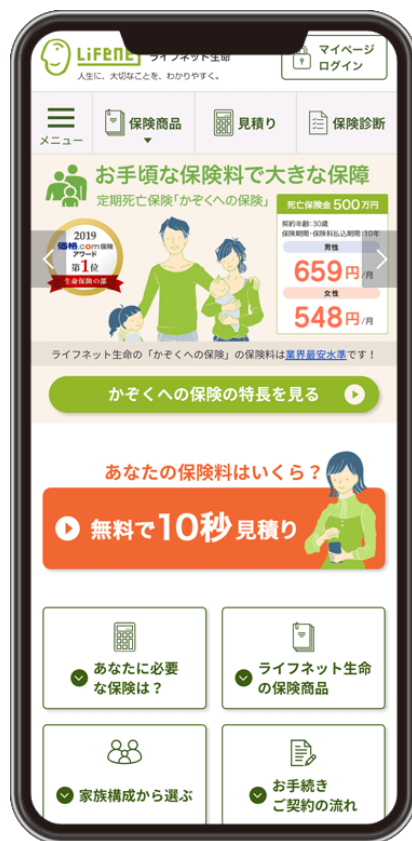 LiFENET ライフネット生命
人生に、大切なことを、わかりやすく。
マイページ
ログイン
メニュー
保険商品
見積り
保険診断
お手頃な保険料で大きな保障
定期死亡保険「かぞくへの保険」
死亡保険金500万円
契約年齢:30歳
保険期間・保険料払込期間:10年
男性
659円/月
女性
548円/月
2019
価格.com保険
アワード
第1位
生命保険の部
ライフネット生命の「かぞくへの保険」の保険料は業界最安水準です！
かぞくへの保険の特長を見る
あなたの保険料はいくら？
無料で10秒見積り
あなたに必要
な保険は？
ライフネット生命
の保険商品
家族構成から選ぶ
お手続き
ご契約の流れ